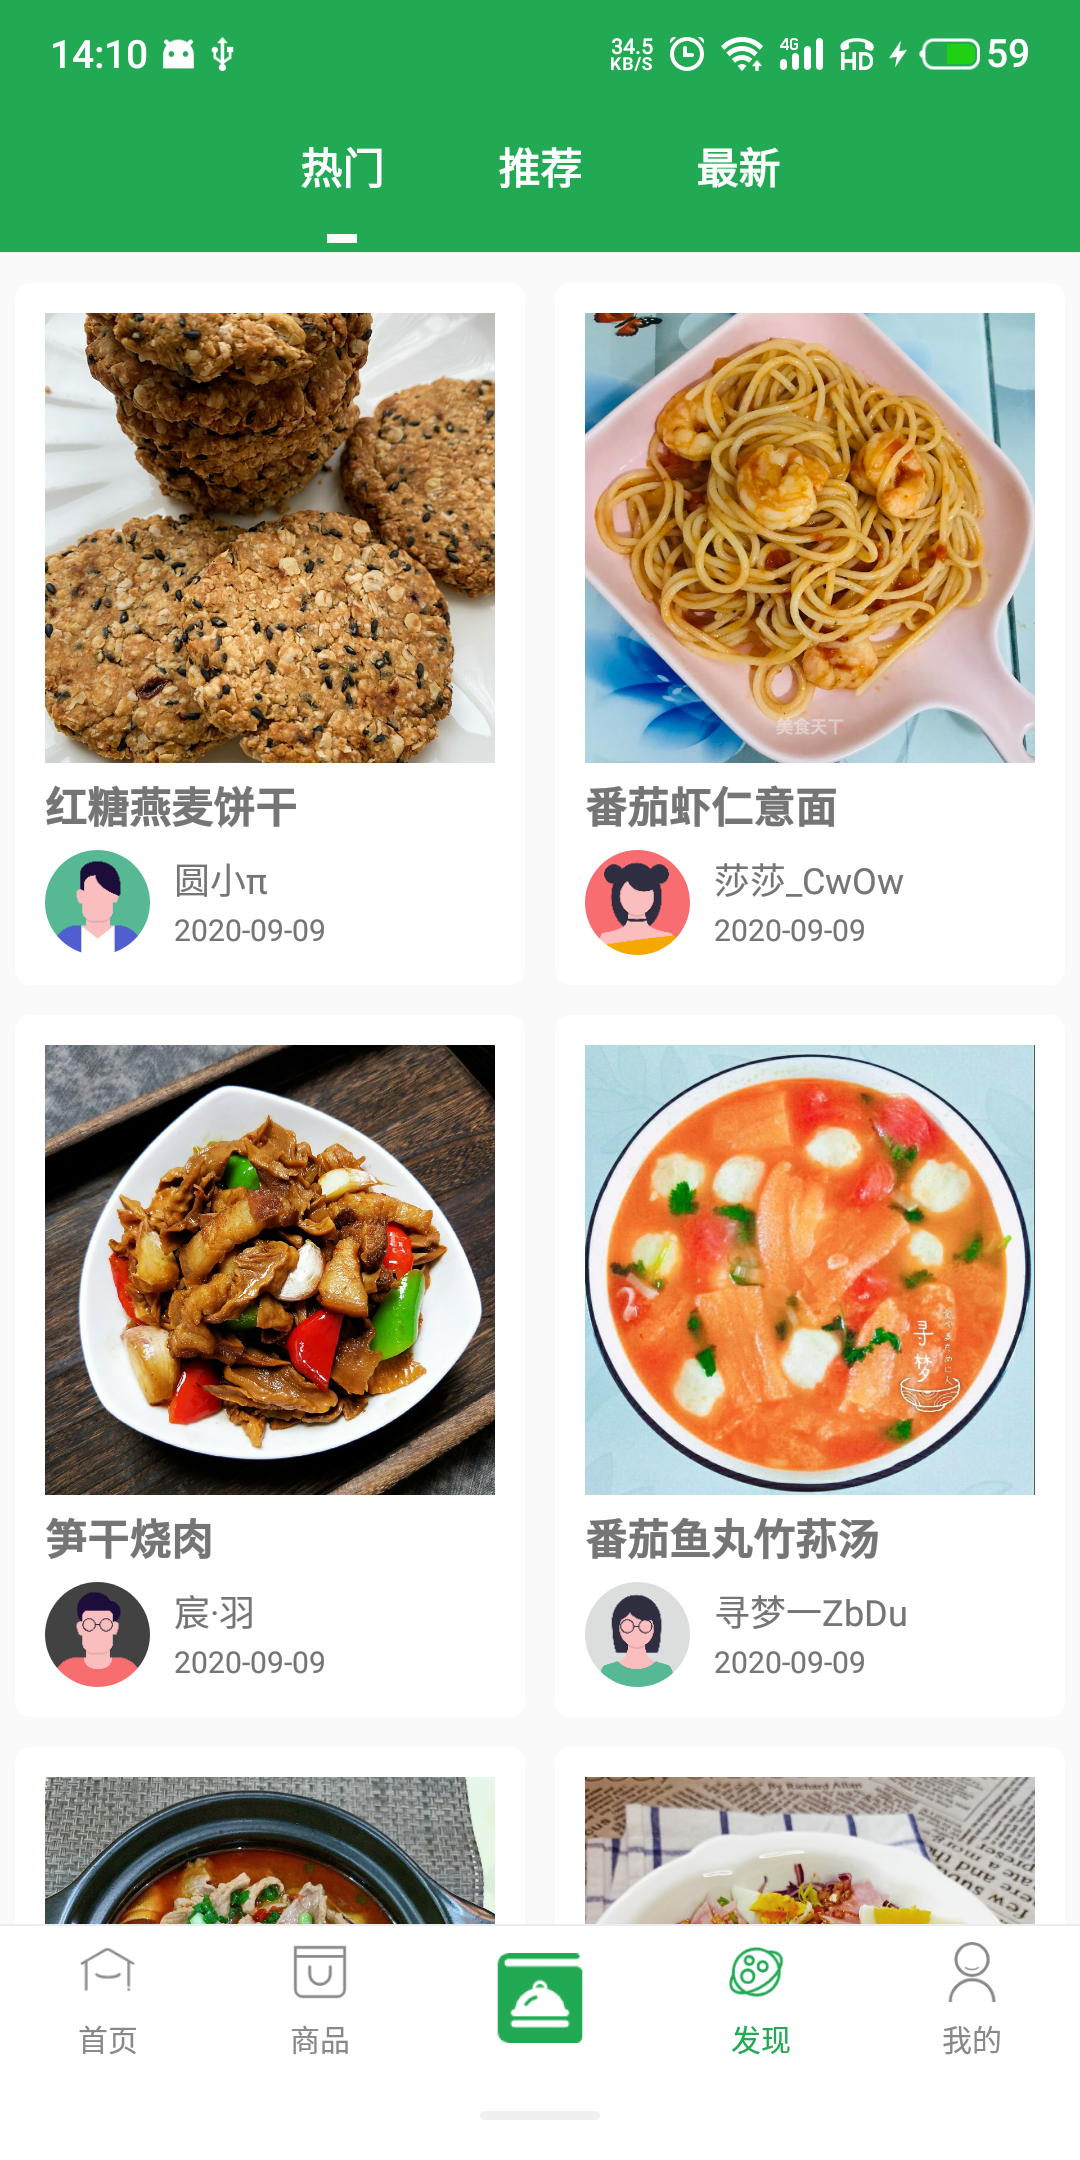 14:10
34.5
KB/S
4G
HD
59
热门
推荐
最新
美食天下
红糖燕麦饼干
圆小π
2020-09-09
番茄虾仁意面
莎莎_CwOw
2020-09-09
寻梦
笋干烧肉
宸·羽
2020-09-09
番茄鱼丸竹荪汤
寻梦一ZbDu
2020-09-09
By Richard Allan
首页
商品
发现
我的